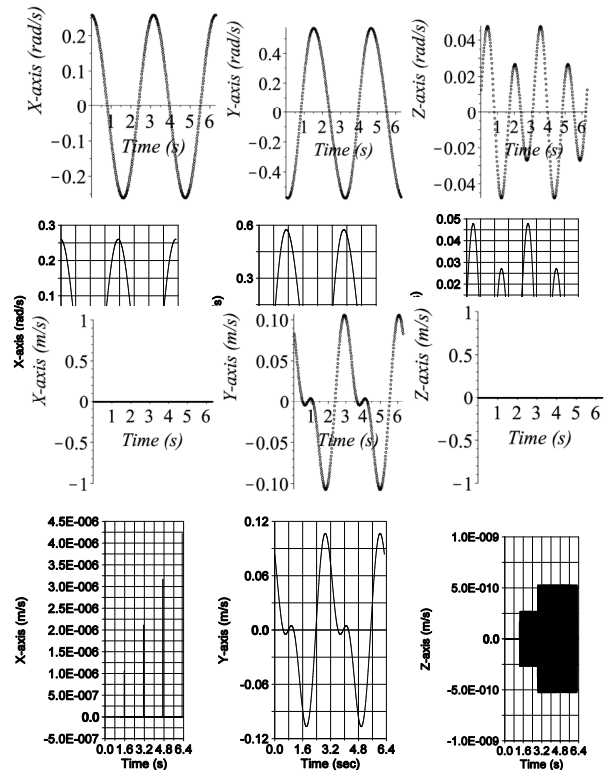 X-axis (rad/s)
0.2
0.1
0
−0.1
−0.2
1 2 3 4 5 6
Time (s)
Y-axis (rad/s)
0.4
0.2
0
−0.2
−0.4
1 2 3 4 5 6
Time (s)
Z-axis (rad/s)
0.04
0.02
0
−0.02
−0.04
1 2 3 4 5 6
Time (s)
X-axis (rad/s)
0.3
0.2
0.1
0.6
0.3
0.05
0.04
0.03
0.02
X-axis (m/s)
1
0.5
0
−0.5
−1
1 2 3 4 5 6
Time (s)
Y-axis (m/s)
0.10
0.05
0
−0.05
−0.10
1 2 3 4 5 6
Time (s)
Z-axis (m/s)
1
0.5
0
−0.5
−1
1 2 3 4 5 6
Time (s)
X-axis (m/s)
4.5E-006
4.0E-006
3.5E-006
3.0E-006
2.5E-006
2.0E-006
1.5E-006
1.0E-006
5.0E-007
0.0
-5.0E-007
0.0 1.6 3.2 4.8 6.4
Time (s)
Y-axis (m/s)
0.12
0.06
0.0
-0.06
-0.12
0.0 1.6 3.2 4.8 6.4
Time (sec)
Z-axis (m/s)
1.0E-009
5.0E-010
0.0
-5.0E-010
-1.0E-009
0.0 1.6 3.2 4.8 6.4
Time (s)